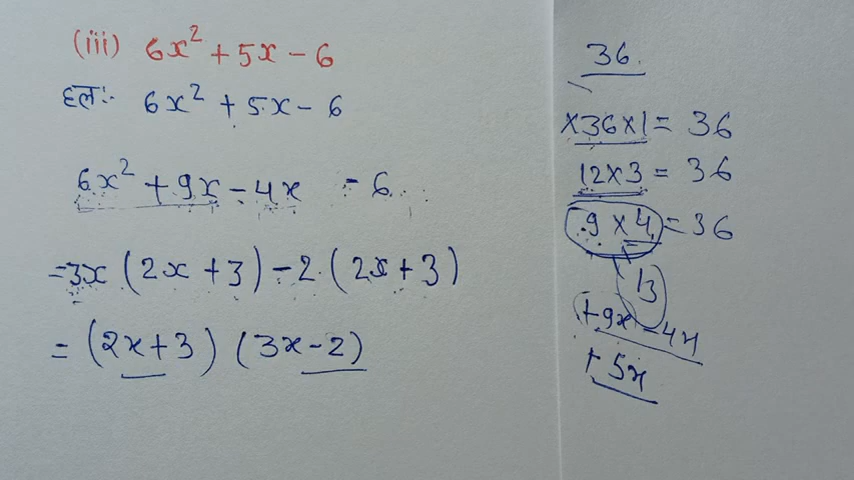 (iii) 6x² + 5x - 6
हलः- 6x² + 5x - 6
6x² + 9x - 4x - 6
= 3x (2x + 3) - 2 (2x + 3)
= (2x + 3) (3x - 2)
36
×36×1 = 36
12×3 = 36
9×4 = 36
13
+9x - 4x
+5x